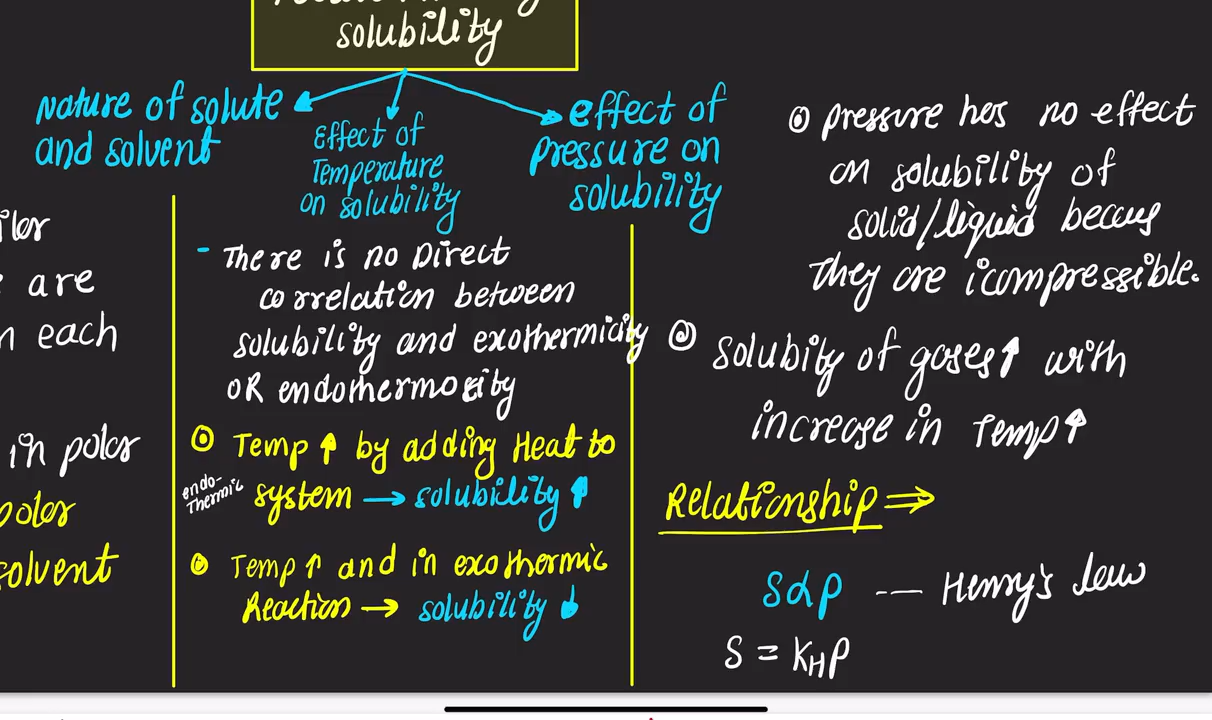 solubility
Nature of solute
and solvent
Effect of
Temperature
on solubility
effect of
pressure on
solubility
are
each
in polar
solvent
- There is no Direct
correlation between
solubility and exothermicity
OR endothermosity
Temp ↑ by adding Heat to
endo-
thermic
system → solubility ↑
Temp ↑ and in exothermic
Reaction → solubility ↓
pressure has no effect
on solubility of
solid/liquid becaus
They are icompressible.
Solubity of gases ↑ with
increase in Temp ↑
Relationship ⇒
S α p --- Henry's law
S = KHP